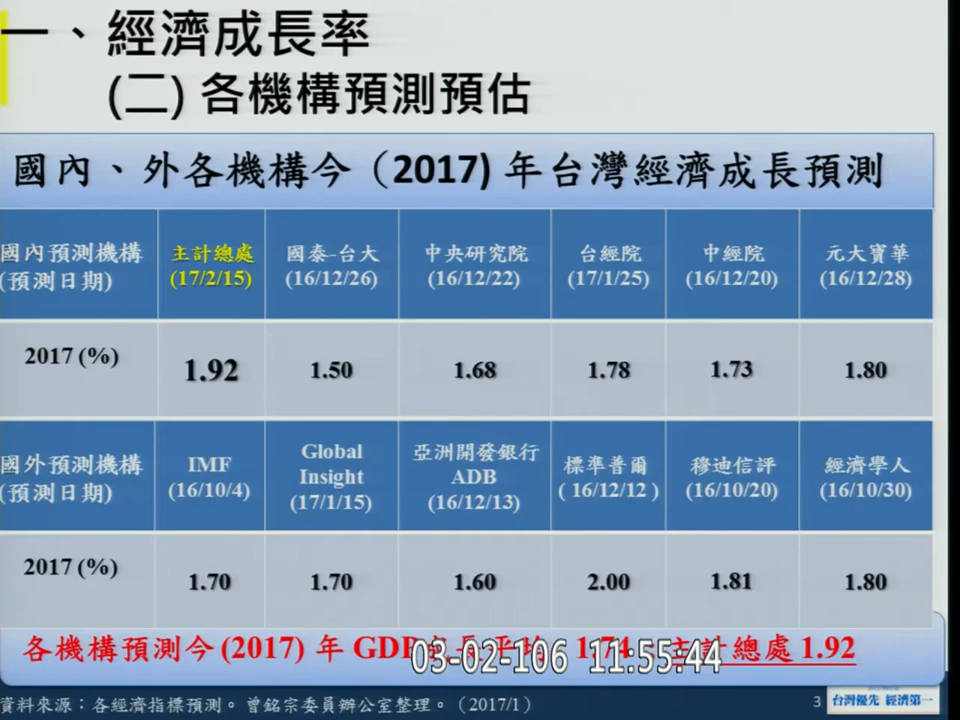 一、經濟成長率
(二) 各機構預測預估
國內、外各機構今（2017) 年台灣經濟成長預測
國內預測機構
(預測日期)
主計總處
(17/2/15)
國泰-台大
(16/12/26)
中央研究院
(16/12/22)
台經院
(17/1/25)
中經院
(16/12/20)
元大寶華
(16/12/28)
2017 (%)
1.92
1.50
1.68
1.78
1.73
1.80
國外預測機構
(預測日期)
IMF
(16/10/4)
Global
Insight
(17/1/15)
亞洲開發銀行
ADB
(16/12/13)
標準普爾
( 16/12/12 )
穆迪信評
(16/10/20)
經濟學人
(16/10/30)
2017 (%)
1.70
1.70
1.60
2.00
1.81
1.80
各機構預測今 (2017) 年 GDP成長平均 1.74 主計總處 1.92
03-02-106 11:55:44
資料來源：各經濟指標預測。曾銘宗委員辦公室整理。（2017/1）
3
台灣優先 經濟第一